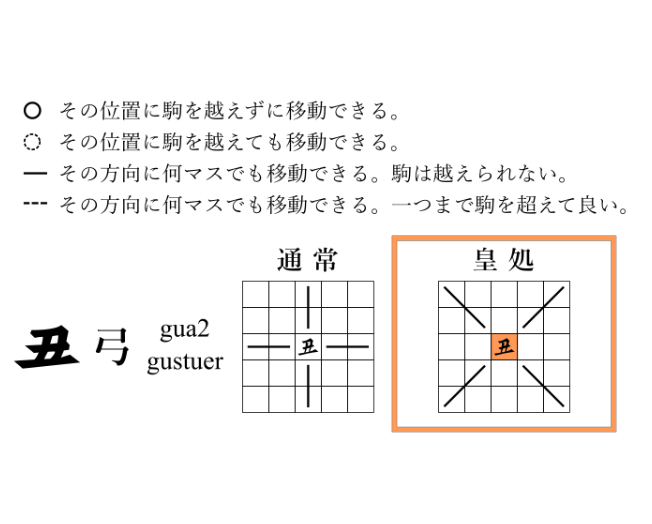 その位置に駒を越えずに移動できる。
その位置に駒を越えても移動できる。
その方向に何マスでも移動できる。駒は越えられない。
その方向に何マスでも移動できる。一つまで駒を超えて良い。
通常
皇処
丑 弓
gua2
gustuer
丑
丑